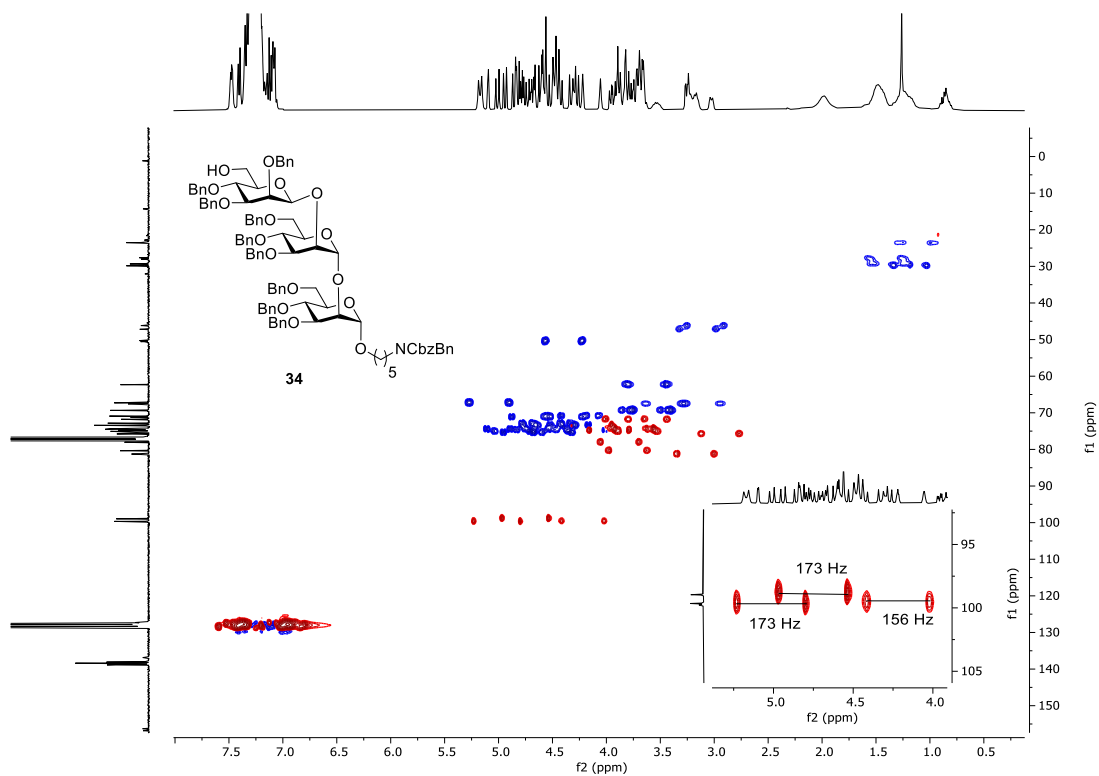 HO
OBn
O
BnO
BnO
O
BnO
BnO
BnO
O
O
BnO
BnO
BnO
O
O
NCbzBn
5
34
0
10
20
30
40
50
60
70
80
90
100
110
120
130
140
150
f1 (ppm)
7.5
7.0
6.5
6.0
5.5
5.0
4.5
4.0
3.5
3.0
2.5
2.0
1.5
1.0
0.5
f2 (ppm)
173 Hz
173 Hz
156 Hz
95
100
105
f1 (ppm)
5.0
4.5
4.0
f2 (ppm)